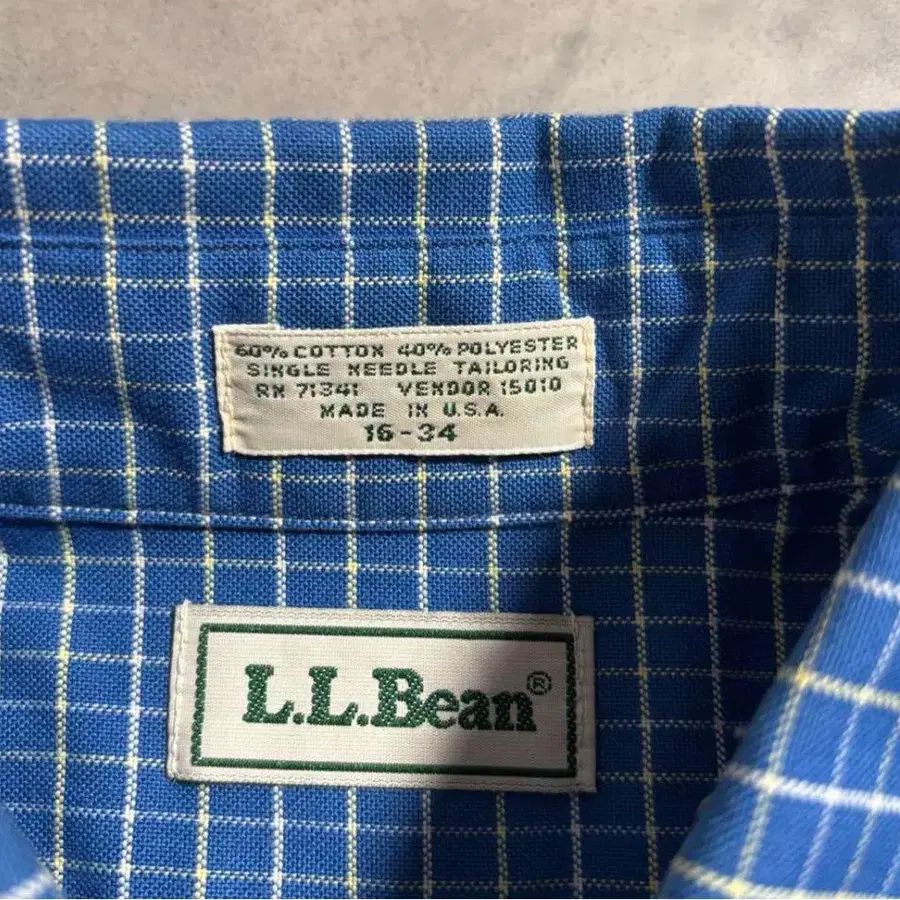 60% COTTON 40% POLYESTER
SINGLE NEEDLE TAILORING
RN 71341 VENDOR 15010
MADE IN U.S.A.
16-34
L.L.Bean®